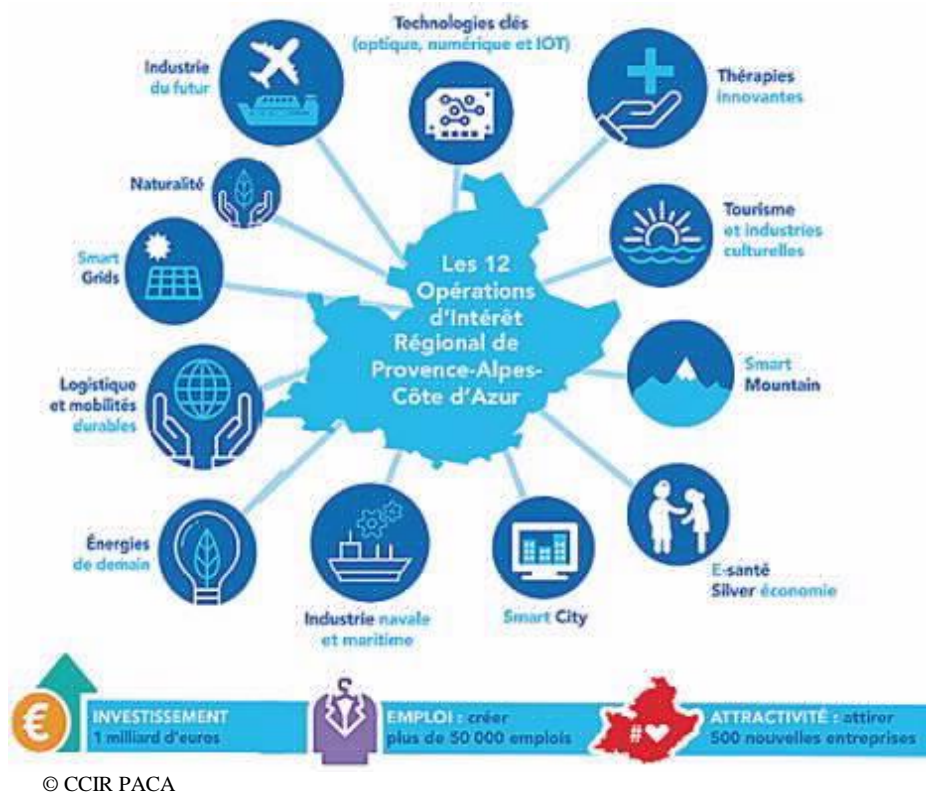 Technologies clés
(optique, numérique et IOT)
Industrie
du futur
Thérapies
innovantes
Naturalité
Tourisme
et industries
culturelles
Smart
Grids
Les 12
Opérations
d'Intérêt
Régional de
Provence-Alpes-
Côte d'Azur
Smart
Mountain
Logistique
et mobilités
durables
Énergies
de demain
E-santé
Silver économie
Industrie navale
et maritime
Smart City
€
INVESTISSEMENT
1 milliard d'euros
EMPLOI : créer
plus de 50 000 emplois
#
ATTRACTIVITÉ : attirer
500 nouvelles entreprises
© CCIR PACA